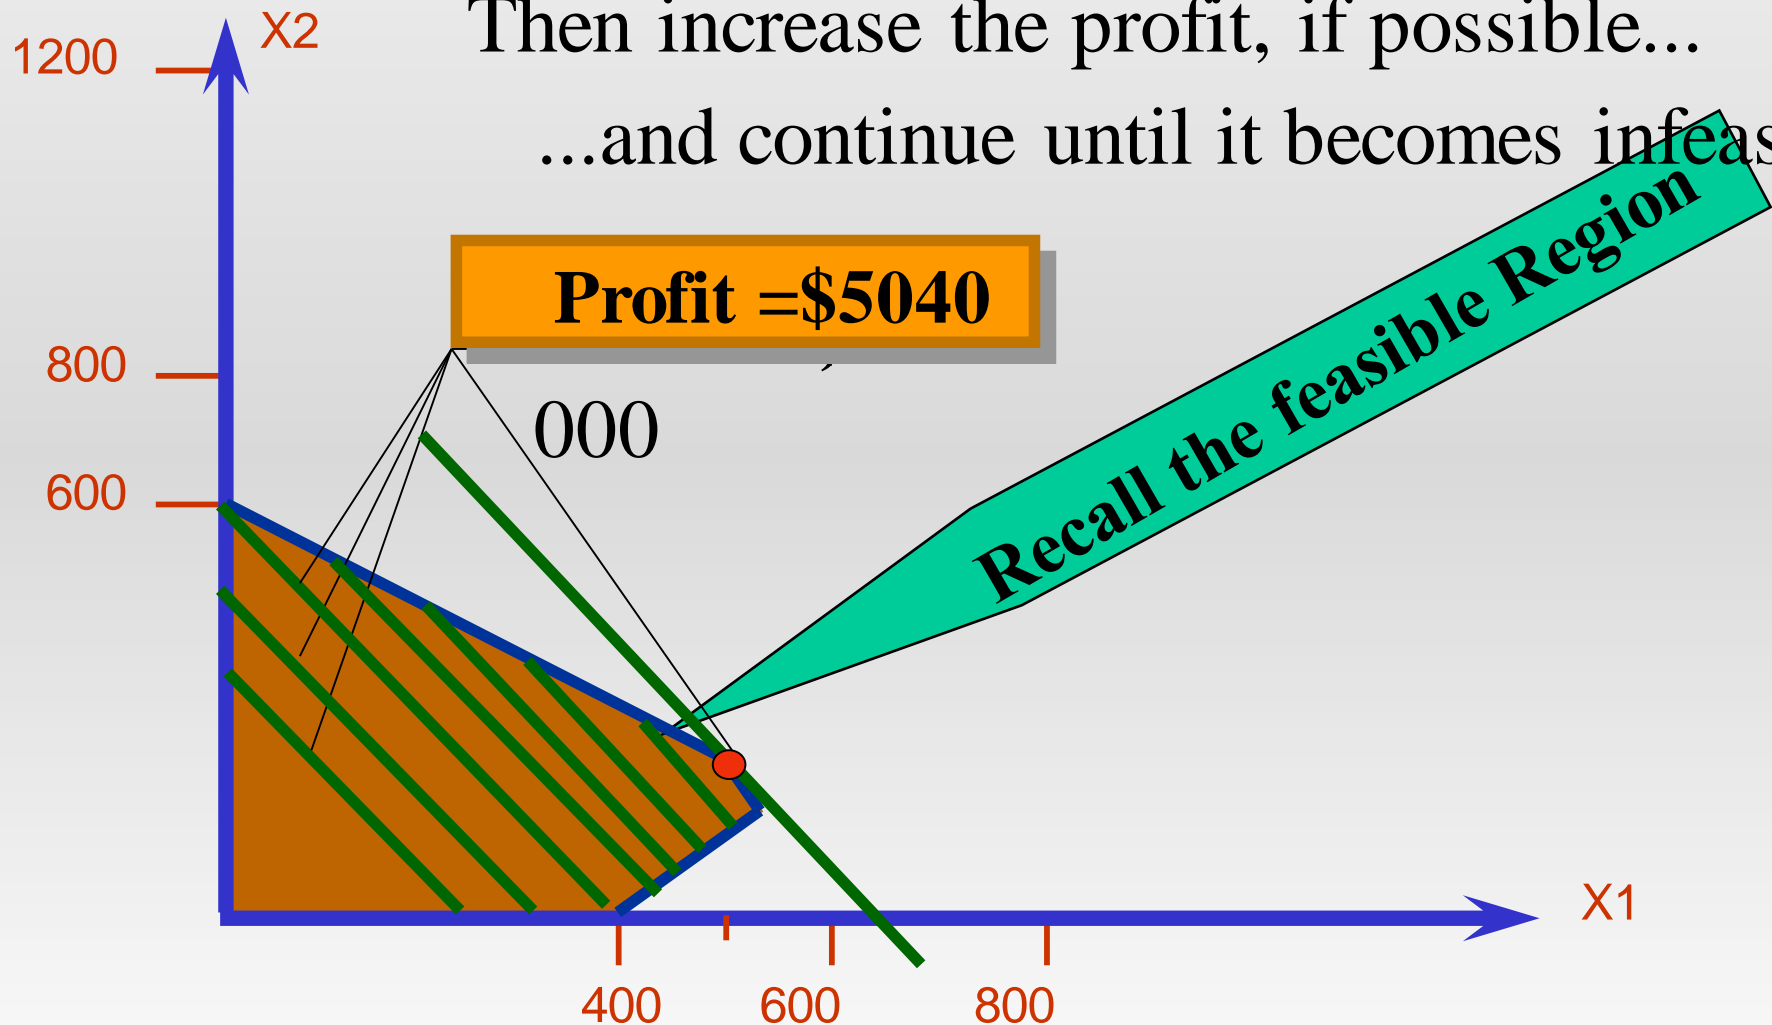 Then increase the profit, if possible...
...and continue until it becomes infeas
X2
1200
Profit =$5040
,
000
Recall the feasible Region
800
600
X1
400
600
800